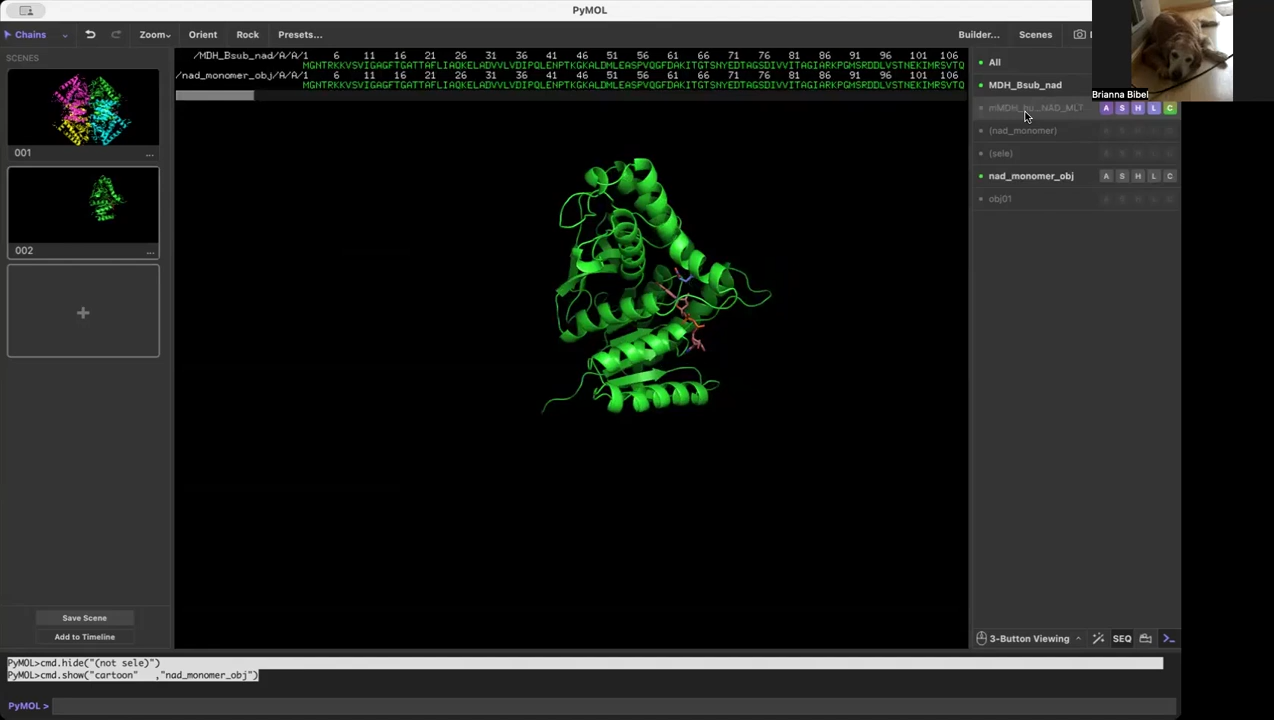 PyMOL
Chains
Zoom
Orient
Rock
Presets...
Builder...
Scenes
SCENES
/MDH_Bsub_nad/A/A/1 6 11 16 21 26 31 36 41 46 51 56 61 66 71 76 81 86 91 96 101 106
MGNTRKKVSVIGAGFTGATTAFLIAQKELADVVLVDIPQLENPTKGKALDMLEASPVQGFDAKITGTSNYEDTAGSDIVVITAGIARKPGMSRDDLVSTNEKIMRSVTQ
/nad_monomer_obj/A/A/1 6 11 16 21 26 31 36 41 46 51 56 61 66 71 76 81 86 91 96 101 106
MGNTRKKVSVIGAGFTGATTAFLIAQKELADVVLVDIPQLENPTKGKALDMLEASPVQGFDAKITGTSNYEDTAGSDIVVITAGIARKPGMSRDDLVSTNEKIMRSVTQ
All
MDH_Bsub_nad
Brianna Bibel
mMDH_hu...NAD_MLT A S H L C
(nad_monomer) A S H L C
(sele) A S H L C
nad_monomer_obj A S H L C
obj01 A S H L C
001 ...
002 ...
+
Save Scene
Add to Timeline
3-Button Viewing
SEQ
PyMOL>cmd.hide("(not sele)")
PyMOL>cmd.show("cartoon" ,"nad_monomer_obj")
PyMOL >